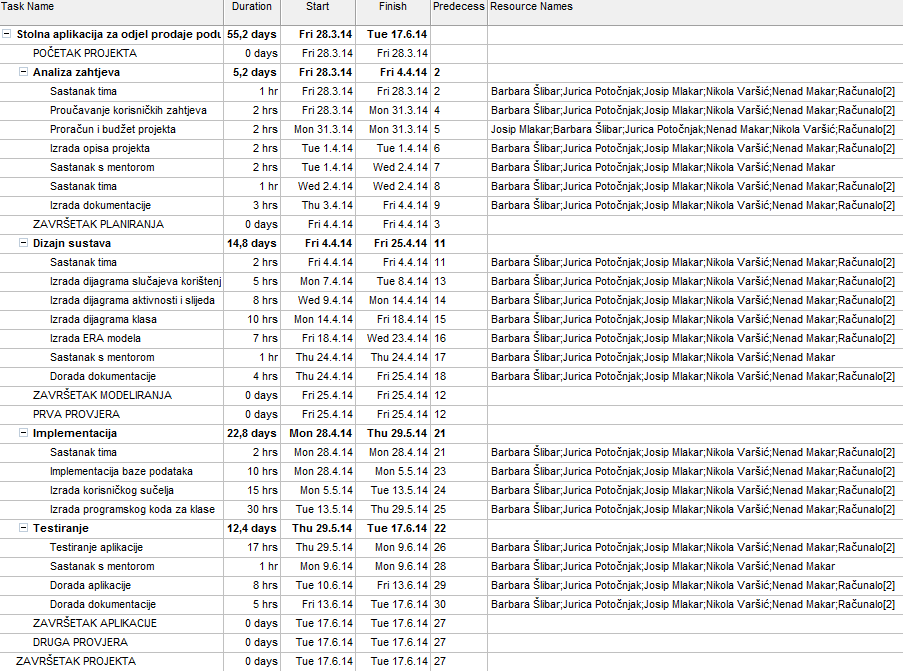 Task Name Duration Start Finish Predecess Resource Names
Stolna aplikacija za odjel prodaje podu 55,2 days Fri 28.3.14 Tue 17.6.14
POČETAK PROJEKTA 0 days Fri 28.3.14 Fri 28.3.14
Analiza zahtjeva 5,2 days Fri 28.3.14 Fri 4.4.14 2
Sastanak tima 1 hr Fri 28.3.14 Fri 28.3.14 2 Barbara Šlibar;Jurica Potočnjak;Josip Mlakar;Nikola Varšić;Nenad Makar;Računalo[2]
Proučavanje korisničkih zahtjeva 2 hrs Fri 28.3.14 Mon 31.3.14 4 Barbara Šlibar;Jurica Potočnjak;Josip Mlakar;Nikola Varšić;Nenad Makar;Računalo[2]
Proračun i budžet projekta 2 hrs Mon 31.3.14 Mon 31.3.14 5 Josip Mlakar;Barbara Šlibar;Jurica Potočnjak;Nenad Makar;Nikola Varšić;Računalo[2]
Izrada opisa projekta 2 hrs Tue 1.4.14 Tue 1.4.14 6 Barbara Šlibar;Jurica Potočnjak;Josip Mlakar;Nikola Varšić;Nenad Makar;Računalo[2]
Sastanak s mentorom 2 hrs Tue 1.4.14 Wed 2.4.14 7 Barbara Šlibar;Jurica Potočnjak;Josip Mlakar;Nikola Varšić;Nenad Makar
Sastanak tima 1 hr Wed 2.4.14 Wed 2.4.14 8 Barbara Šlibar;Jurica Potočnjak;Josip Mlakar;Nikola Varšić;Nenad Makar;Računalo[2]
Izrada dokumentacije 3 hrs Thu 3.4.14 Fri 4.4.14 9 Barbara Šlibar;Jurica Potočnjak;Josip Mlakar;Nikola Varšić;Nenad Makar;Računalo[2]
ZAVRŠETAK PLANIRANJA 0 days Fri 4.4.14 Fri 4.4.14 3
Dizajn sustava 14,8 days Fri 4.4.14 Fri 25.4.14 11
Sastanak tima 2 hrs Fri 4.4.14 Fri 4.4.14 11 Barbara Šlibar;Jurica Potočnjak;Josip Mlakar;Nikola Varšić;Nenad Makar;Računalo[2]
Izrada dijagrama slučajeva korištenj 5 hrs Mon 7.4.14 Tue 8.4.14 13 Barbara Šlibar;Jurica Potočnjak;Josip Mlakar;Nikola Varšić;Nenad Makar;Računalo[2]
Izrada dijagrama aktivnosti i slijeda 8 hrs Wed 9.4.14 Mon 14.4.14 14 Barbara Šlibar;Jurica Potočnjak;Josip Mlakar;Nikola Varšić;Nenad Makar;Računalo[2]
Izrada dijagrama klasa 10 hrs Mon 14.4.14 Fri 18.4.14 15 Barbara Šlibar;Jurica Potočnjak;Josip Mlakar;Nikola Varšić;Nenad Makar;Računalo[2]
Izrada ERA modela 7 hrs Fri 18.4.14 Wed 23.4.14 16 Barbara Šlibar;Jurica Potočnjak;Josip Mlakar;Nikola Varšić;Nenad Makar;Računalo[2]
Sastanak s mentorom 1 hr Thu 24.4.14 Thu 24.4.14 17 Barbara Šlibar;Jurica Potočnjak;Josip Mlakar;Nikola Varšić;Nenad Makar
Dorada dokumentacije 4 hrs Thu 24.4.14 Fri 25.4.14 18 Barbara Šlibar;Jurica Potočnjak;Josip Mlakar;Nikola Varšić;Nenad Makar;Računalo[2]
ZAVRŠETAK MODELIRANJA 0 days Fri 25.4.14 Fri 25.4.14 12
PRVA PROVJERA 0 days Fri 25.4.14 Fri 25.4.14 12
Implementacija 22,8 days Mon 28.4.14 Thu 29.5.14 21
Sastanak tima 2 hrs Mon 28.4.14 Mon 28.4.14 21 Barbara Šlibar;Jurica Potočnjak;Josip Mlakar;Nikola Varšić;Nenad Makar;Računalo[2]
Implementacija baze podataka 10 hrs Mon 28.4.14 Mon 5.5.14 23 Barbara Šlibar;Jurica Potočnjak;Josip Mlakar;Nikola Varšić;Nenad Makar;Računalo[2]
Izrada korisničkog sučelja 15 hrs Mon 5.5.14 Tue 13.5.14 24 Barbara Šlibar;Jurica Potočnjak;Josip Mlakar;Nikola Varšić;Nenad Makar;Računalo[2]
Izrada programskog koda za klase 30 hrs Tue 13.5.14 Thu 29.5.14 25 Barbara Šlibar;Jurica Potočnjak;Josip Mlakar;Nikola Varšić;Nenad Makar;Računalo[2]
Testiranje 12,4 days Thu 29.5.14 Tue 17.6.14 22
Testiranje aplikacije 17 hrs Thu 29.5.14 Mon 9.6.14 26 Barbara Šlibar;Jurica Potočnjak;Josip Mlakar;Nikola Varšić;Nenad Makar;Računalo[2]
Sastanak s mentorom 1 hr Mon 9.6.14 Mon 9.6.14 28 Barbara Šlibar;Jurica Potočnjak;Josip Mlakar;Nikola Varšić;Nenad Makar
Dorada aplikacije 8 hrs Tue 10.6.14 Fri 13.6.14 29 Barbara Šlibar;Jurica Potočnjak;Josip Mlakar;Nikola Varšić;Nenad Makar;Računalo[2]
Dorada dokumentacije 5 hrs Fri 13.6.14 Tue 17.6.14 30 Barbara Šlibar;Jurica Potočnjak;Josip Mlakar;Nikola Varšić;Nenad Makar;Računalo[2]
ZAVRŠETAK APLIKACIJE 0 days Tue 17.6.14 Tue 17.6.14 27
DRUGA PROVJERA 0 days Tue 17.6.14 Tue 17.6.14 27
ZAVRŠETAK PROJEKTA 0 days Tue 17.6.14 Tue 17.6.14 27